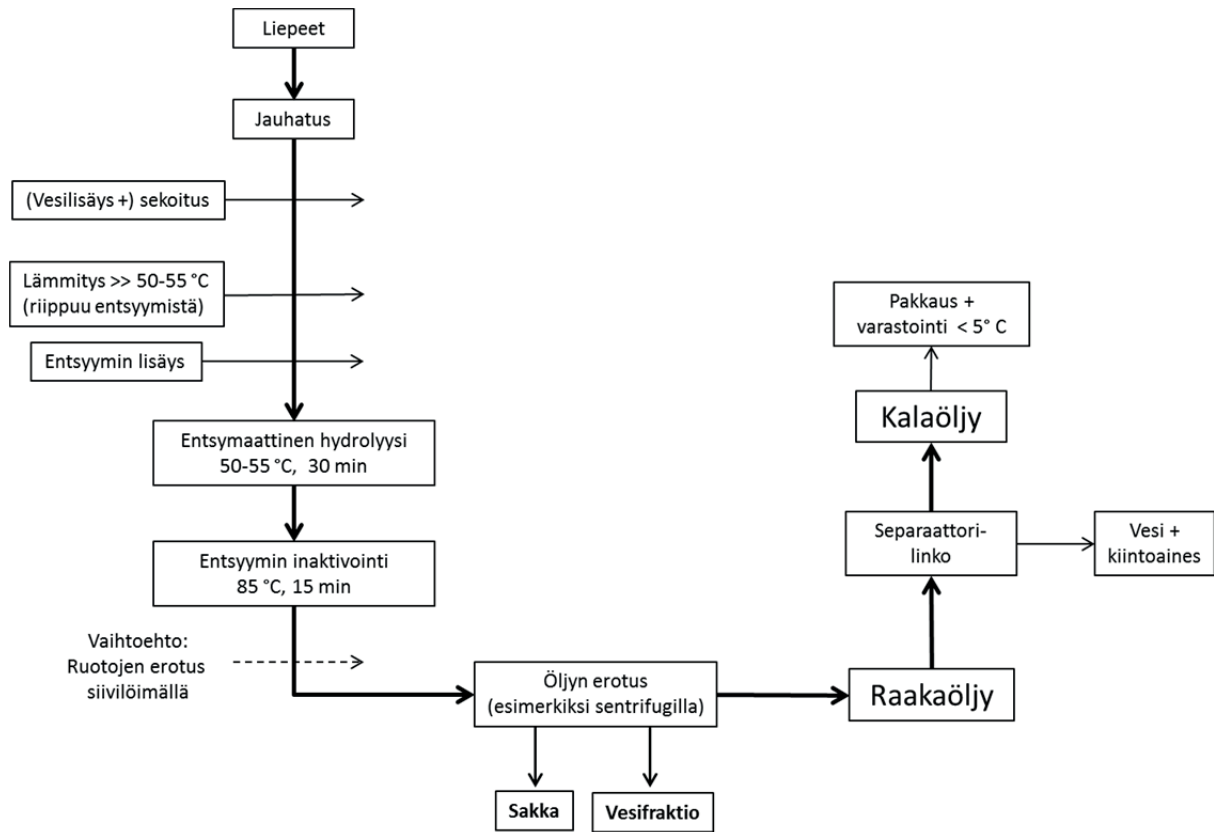 Liepeet
Jauhatus
(Vesilisäys +) sekoitus
Lämmitys >> 50-55 °C
(riippuu entsyymistä)
Entsyymin lisäys
Entsymaattinen hydrolyysi
50-55 °C, 30 min
Entsyymin inaktivointi
85 °C, 15 min
Vaihtoehto:
Ruotojen erotus
siivilöimällä
Öljyn erotus
(esimerkiksi sentrifugilla)
Sakka
Vesifraktio
Raakaöljy
Separaattori-
linko
Vesi +
kiintoaines
Kalaöljy
Pakkaus +
varastointi < 5° C